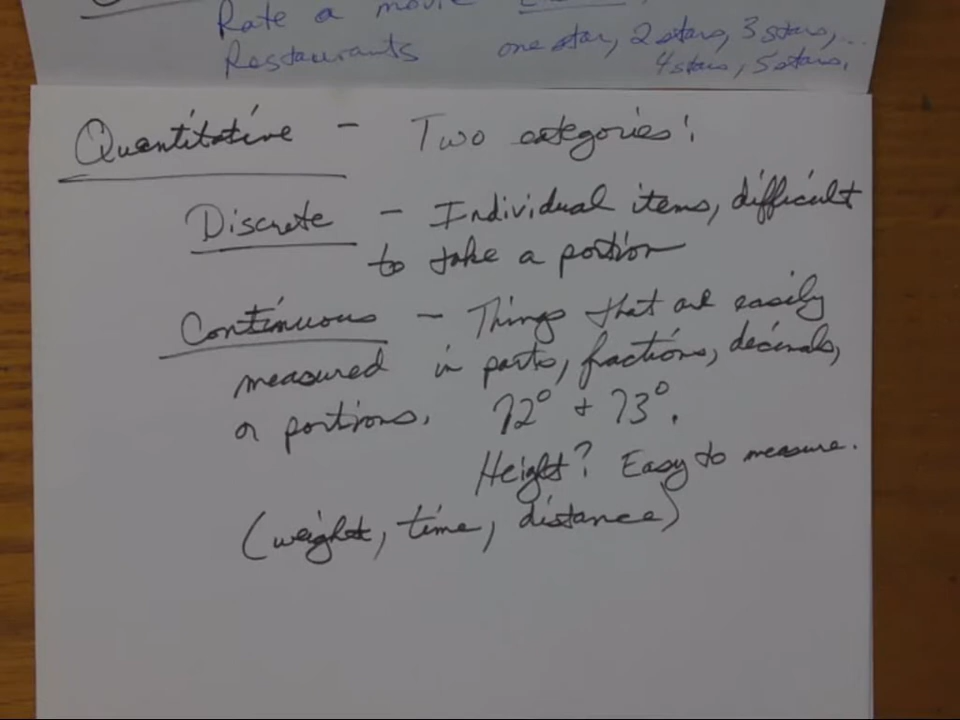 Rate a movie
Restaurants one star, 2 stars, 3 stars, ...
4 stars, 5 stars.
Quantitative - Two categories:
Discrete - Individual items, difficult
to take a portion
Continuous - Things that are easily
measured in parts, fractions, decimals,
or portions. 72° + 73°.
Height? Easy to measure.
(weight, time, distance)